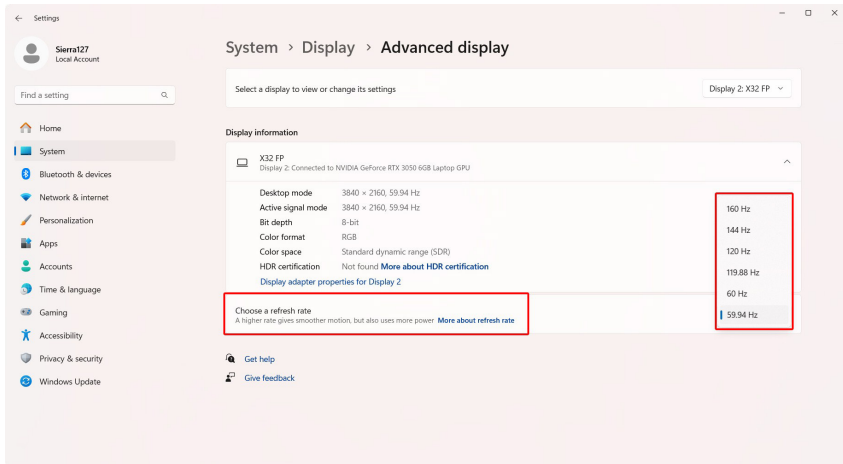 Settings
Sierra127
Local Account
Find a setting
Home
System
Bluetooth & devices
Network & internet
Personalization
Apps
Accounts
Time & language
Gaming
Accessibility
Privacy & security
Windows Update
System > Display > Advanced display
Select a display to view or change its settings
Display 2: X32 FP
Display information
X32 FP
Display 2: Connected to NVIDIA GeForce RTX 3050 6GB Laptop GPU
Desktop mode 3840 × 2160, 59.94 Hz
Active signal mode 3840 × 2160, 59.94 Hz
Bit depth 8-bit
Color format RGB
Color space Standard dynamic range (SDR)
HDR certification Not found More about HDR certification
Display adapter properties for Display 2
Choose a refresh rate
A higher rate gives smoother motion, but also uses more power More about refresh rate
160 Hz
144 Hz
120 Hz
119.88 Hz
60 Hz
59.94 Hz
Get help
Give feedback